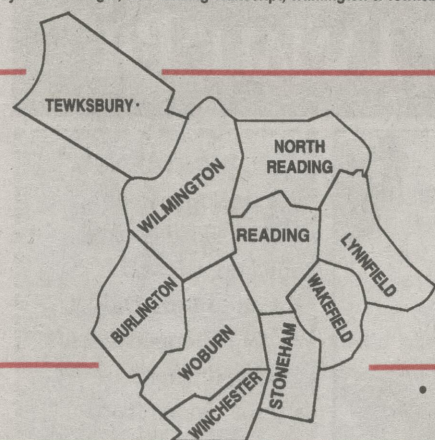 TEWKSBURY
NORTH
READING
WILMINGTON
READING
LYNNFIELD
BURLINGTON
WAKEFIELD
WOBURN
STONEHAM
WINCHESTER